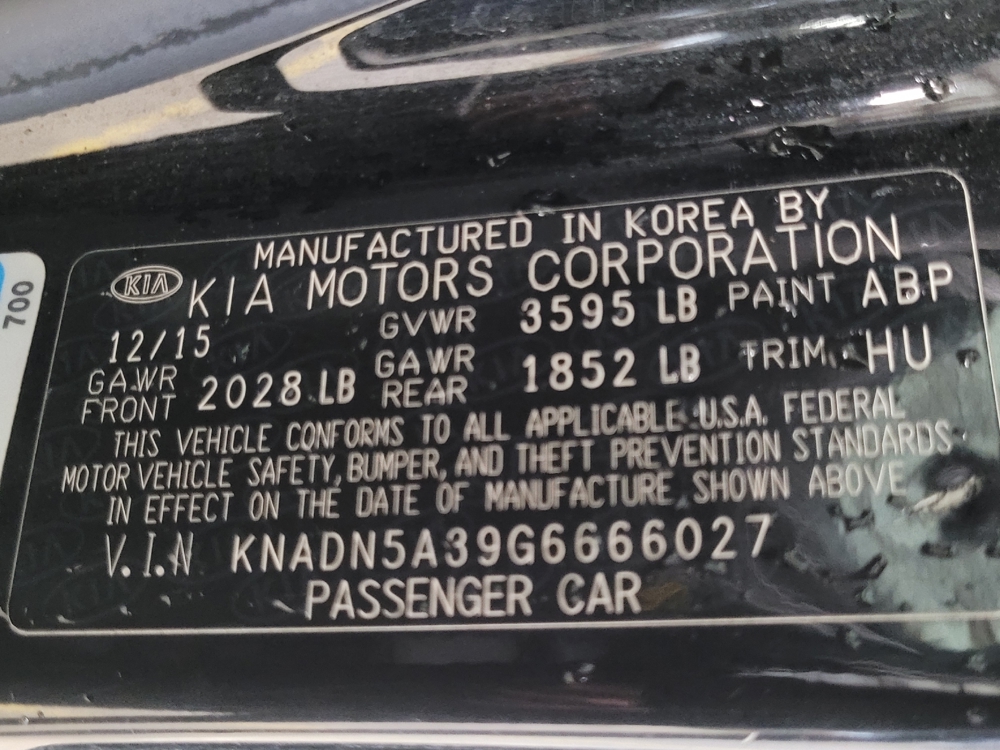 MANUFACTURED IN KOREA BY
KIA KIA MOTORS CORPORATION
12/15 GVWR 3595 LB PAINT ABP
GAWR FRONT 2028 LB GAWR REAR 1852 LB TRIM HU
THIS VEHICLE CONFORMS TO ALL APPLICABLE U.S.A. FEDERAL
MOTOR VEHICLE SAFETY, BUMPER, AND THEFT PREVENTION STANDARDS
IN EFFECT ON THE DATE OF MANUFACTURE SHOWN ABOVE
V.I.N KNADN5A39G6666027
PASSENGER CAR
700